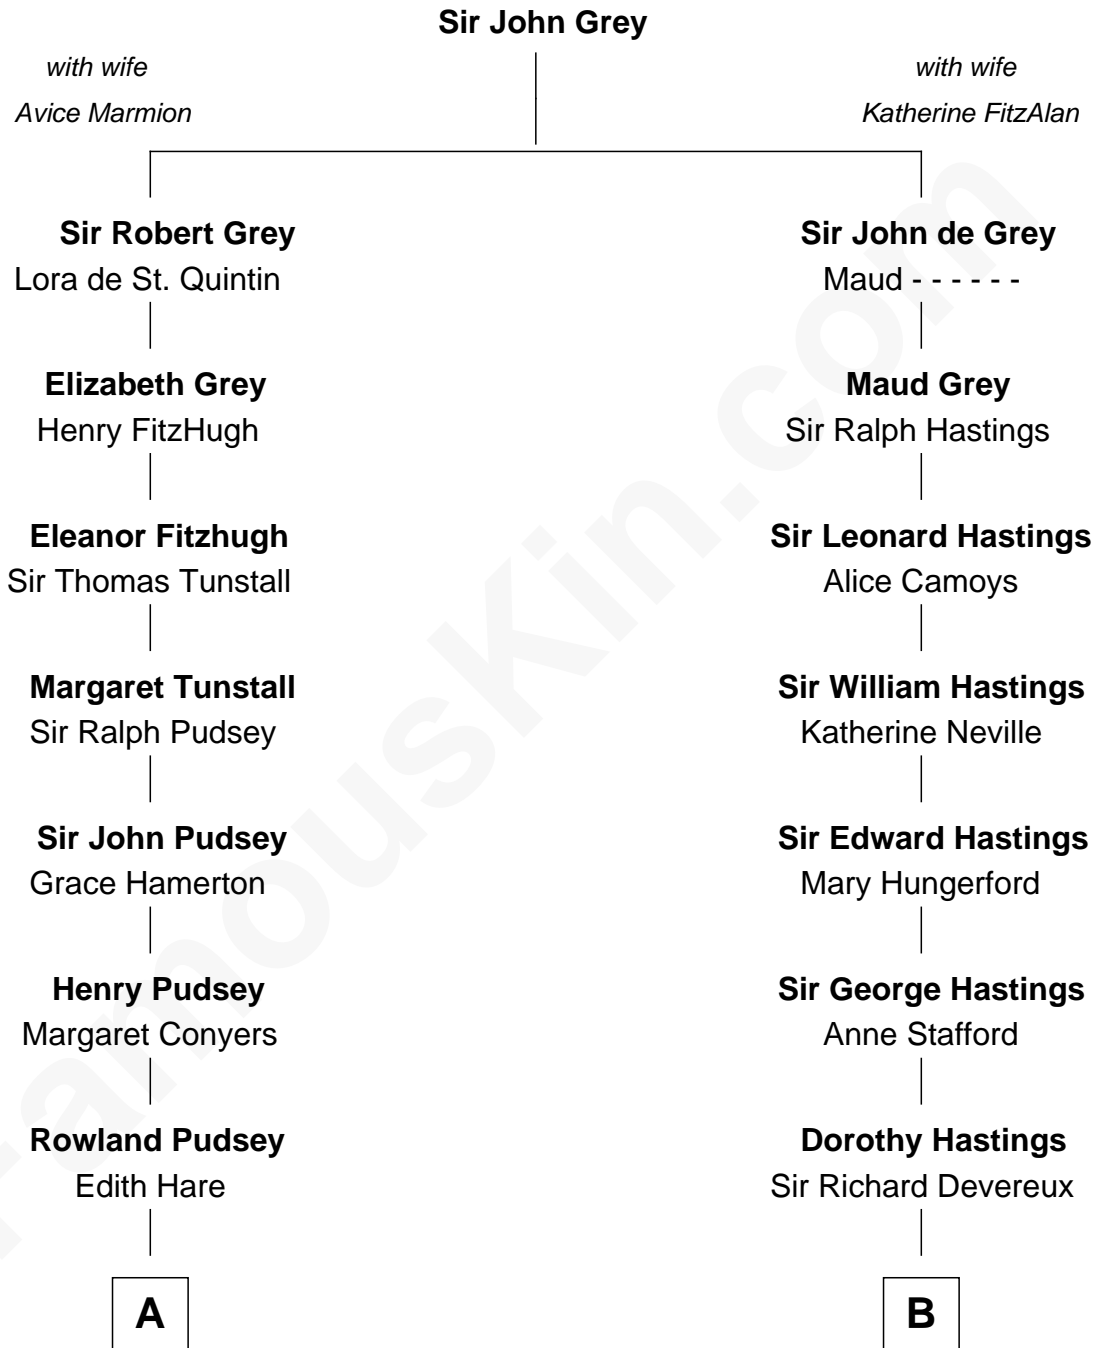 Sir John Grey
with wife
Avice Marmion
with wife
Katherine FitzAlan
Sir Robert Grey
Lora de St. Quintin
Sir John de Grey
Maud - - - - - -
Elizabeth Grey
Henry FitzHugh
Maud Grey
Sir Ralph Hastings
Eleanor Fitzhugh
Sir Thomas Tunstall
Sir Leonard Hastings
Alice Camoys
Margaret Tunstall
Sir Ralph Pudsey
Sir William Hastings
Katherine Neville
Sir John Pudsey
Grace Hamerton
Sir Edward Hastings
Mary Hungerford
Henry Pudsey
Margaret Conyers
Sir George Hastings
Anne Stafford
Rowland Pudsey
Edith Hare
Dorothy Hastings
Sir Richard Devereux
A
B
FamousKin.com